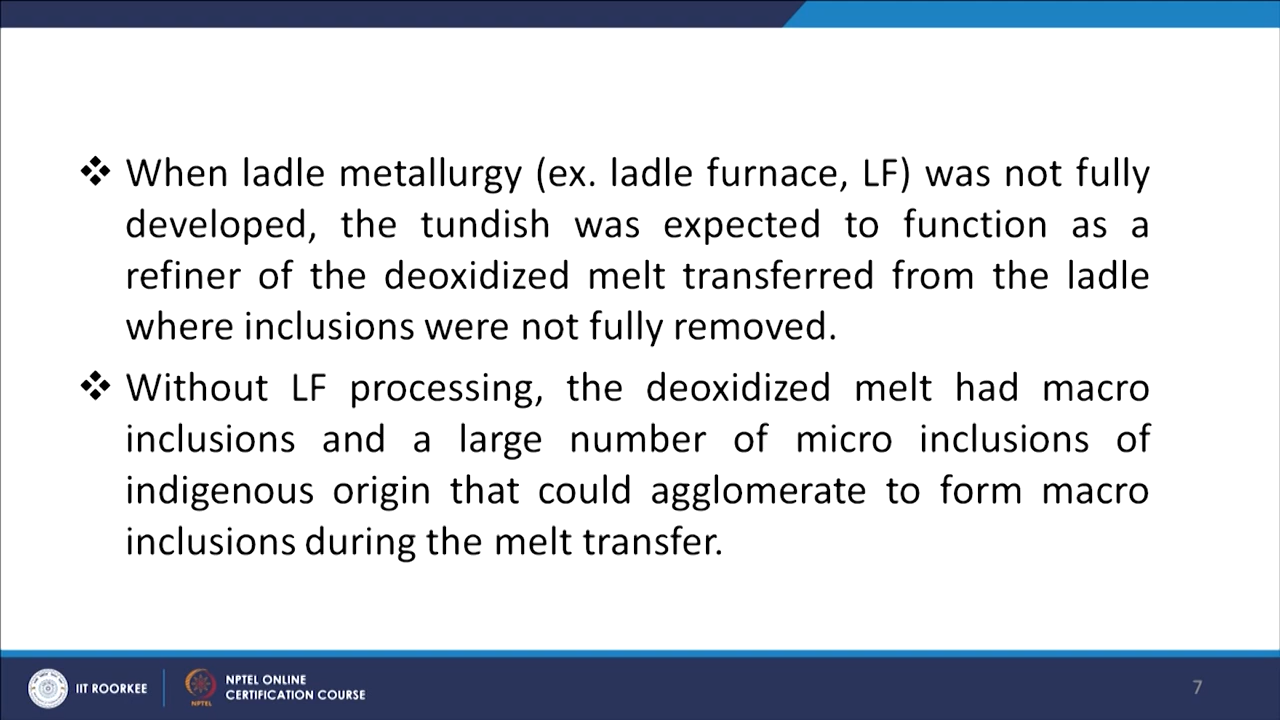 ❖ When ladle metallurgy (ex. ladle furnace, LF) was not fully
developed, the tundish was expected to function as a
refiner of the deoxidized melt transferred from the ladle
where inclusions were not fully removed.
❖ Without LF processing, the deoxidized melt had macro
inclusions and a large number of micro inclusions of
indigenous origin that could agglomerate to form macro
inclusions during the melt transfer.
IIT ROORKEE
NPTEL
NPTEL ONLINE
CERTIFICATION COURSE
7